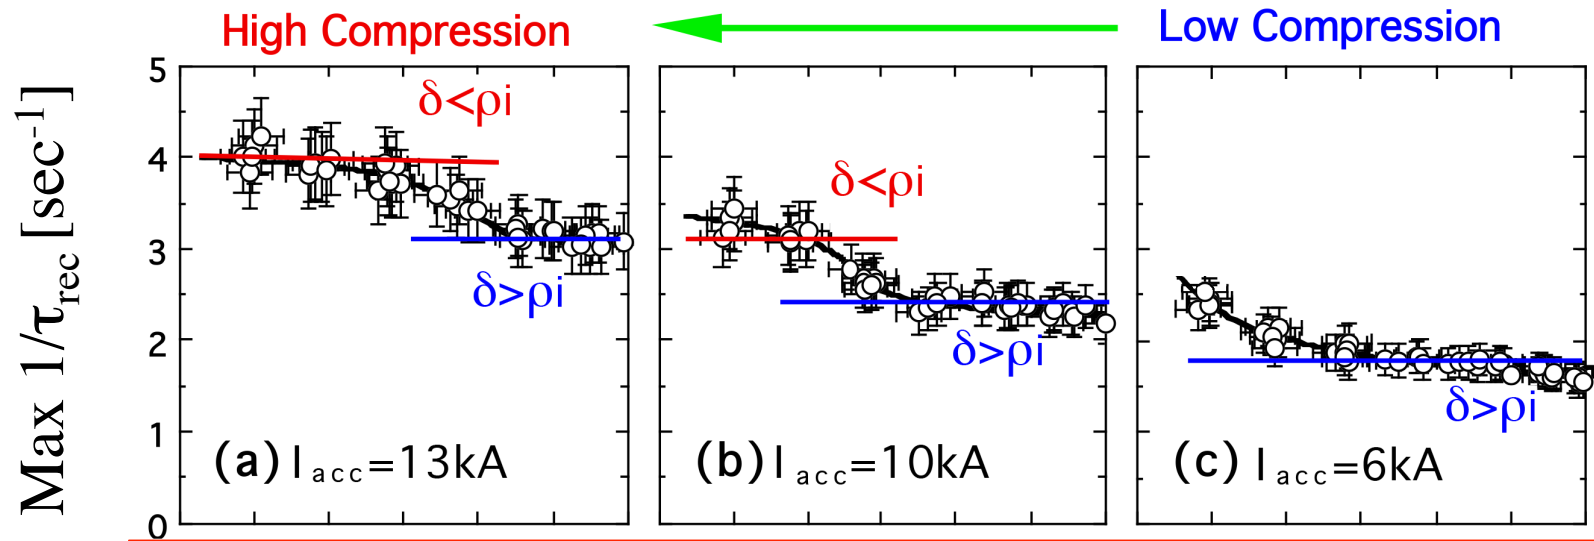 High Compression
Low Compression
Max 1/τrec [sec-1]
5
4
3
2
1
0
δ<ρi
δ>ρi
(a) Iacc=13kA
δ<ρi
δ>ρi
(b) Iacc=10kA
δ>ρi
(c) Iacc=6kA